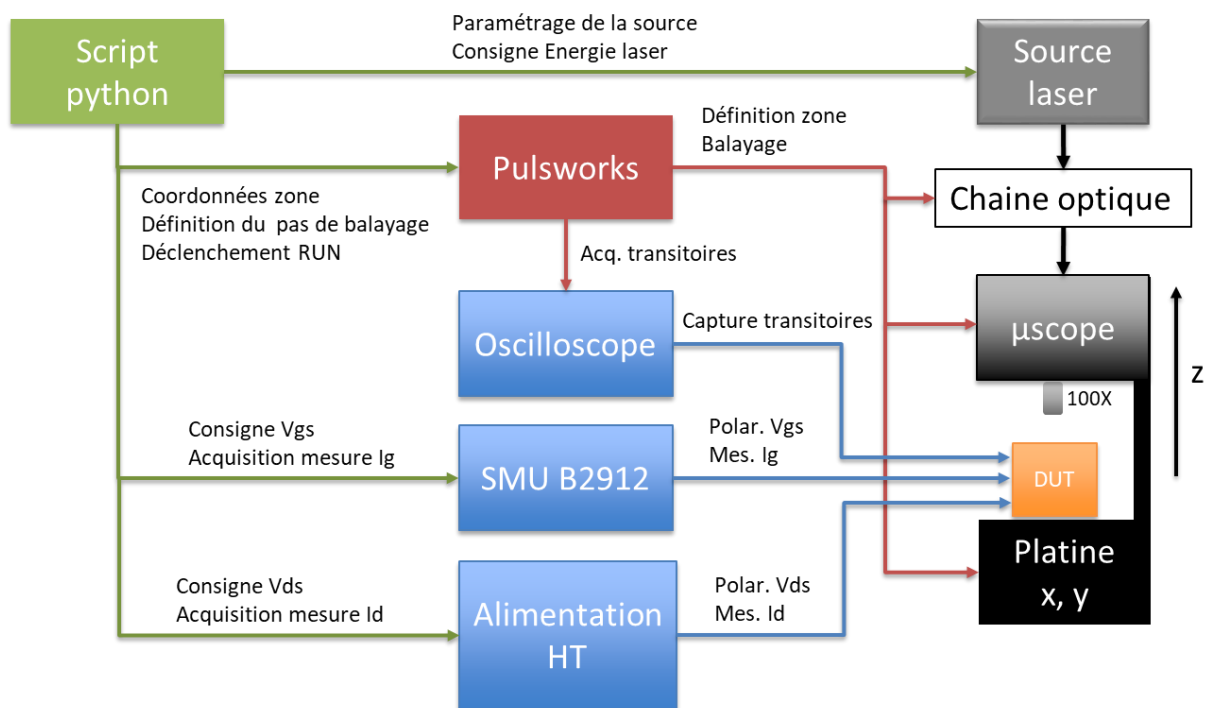 Script
python
Paramétrage de la source
Consigne Energie laser
Source
laser
Pulsworks
Définition zone
Balayage
Coordonnées zone
Définition du  pas de balayage
Déclenchement RUN
Chaine optique
Acq. transitoires
Oscilloscope
Capture transitoires
µscope
100X
Z
Consigne Vgs
Acquisition mesure Ig
SMU B2912
Polar. Vgs
Mes. Ig
DUT
Consigne Vds
Acquisition mesure Id
Alimentation
HT
Polar. Vds
Mes. Id
Platine
x, y